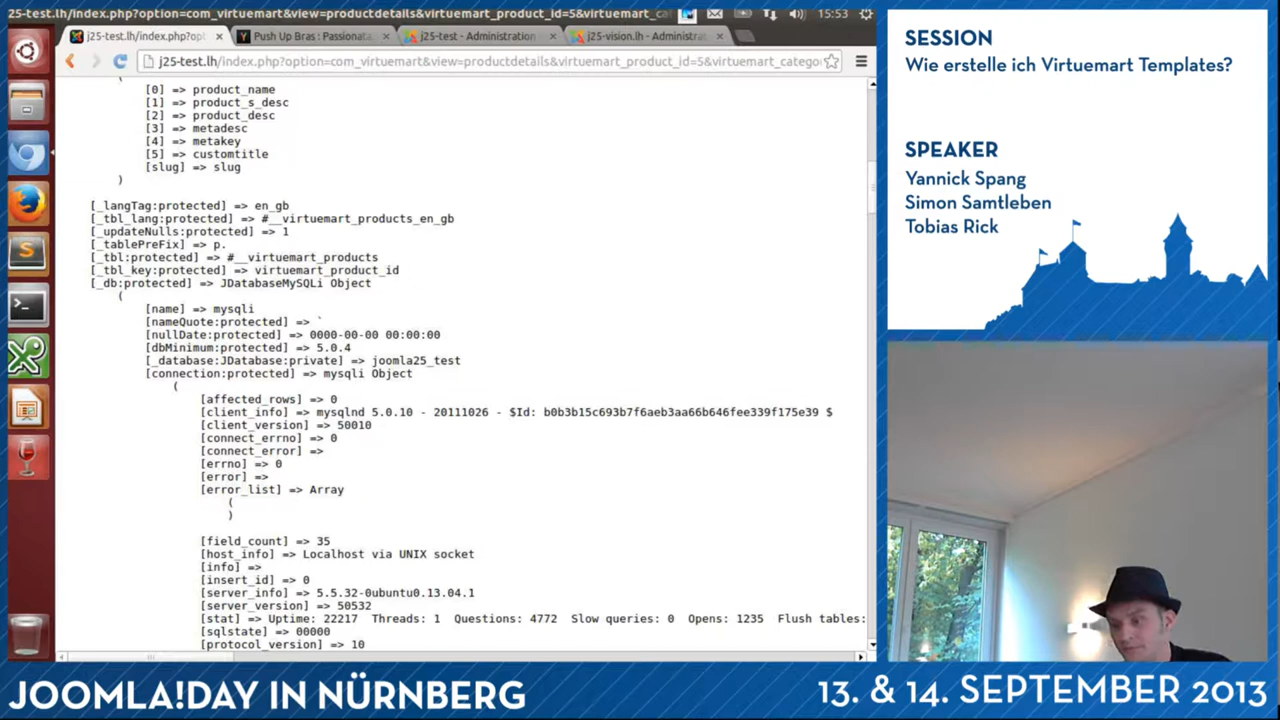 25-test.lh/index.php?option=com_virtuemart&view=productdetails&virtuemart_product_id=5&virtuemart_cat
15:53
j25-test.lh/index.php?opt
Push Up Bras : Passionata
j25-test - Administration
j25-vision.lh - Administrat
j25-test.lh/index.php?option=com_virtuemart&view=productdetails&virtuemart_product_id=5&virtuemart_catego
(
[0] => product_name
[1] => product_s_desc
[2] => product_desc
[3] => metadesc
[4] => metakey
[5] => customtitle
[slug] => slug
)
[_langTag:protected] => en_gb
[_tbl_lang:protected] => #__virtuemart_products_en_gb
[_updateNulls:protected] => 1
[_tablePreFix] => p.
[_tbl:protected] => #__virtuemart_products
[_tbl_key:protected] => virtuemart_product_id
[_db:protected] => JDatabaseMySQLi Object
(
[name] => mysqli
[nameQuote:protected] => `
[nullDate:protected] => 0000-00-00 00:00:00
[dbMinimum:protected] => 5.0.4
[_database:JDatabase:private] => joomla25_test
[connection:protected] => mysqli Object
(
[affected_rows] => 0
[client_info] => mysqlnd 5.0.10 - 20111026 - $Id: b0b3b15c693b7f6aeb3aa66b646fee339f175e39 $
[client_version] => 50010
[connect_errno] => 0
[connect_error] =>
[errno] => 0
[error] =>
[error_list] => Array
(
)
[field_count] => 35
[host_info] => Localhost via UNIX socket
[info] =>
[insert_id] => 0
[server_info] => 5.5.32-0ubuntu0.13.04.1
[server_version] => 50532
[stat] => Uptime: 22217 Threads: 1 Questions: 4772 Slow queries: 0 Opens: 1235 Flush tables:
[sqlstate] => 00000
[protocol_version] => 10
SESSION
Wie erstelle ich Virtuemart Templates?
SPEAKER
Yannick Spang
Simon Samtleben
Tobias Rick
JOOMLA!DAY IN NÜRNBERG
13. & 14. SEPTEMBER 2013